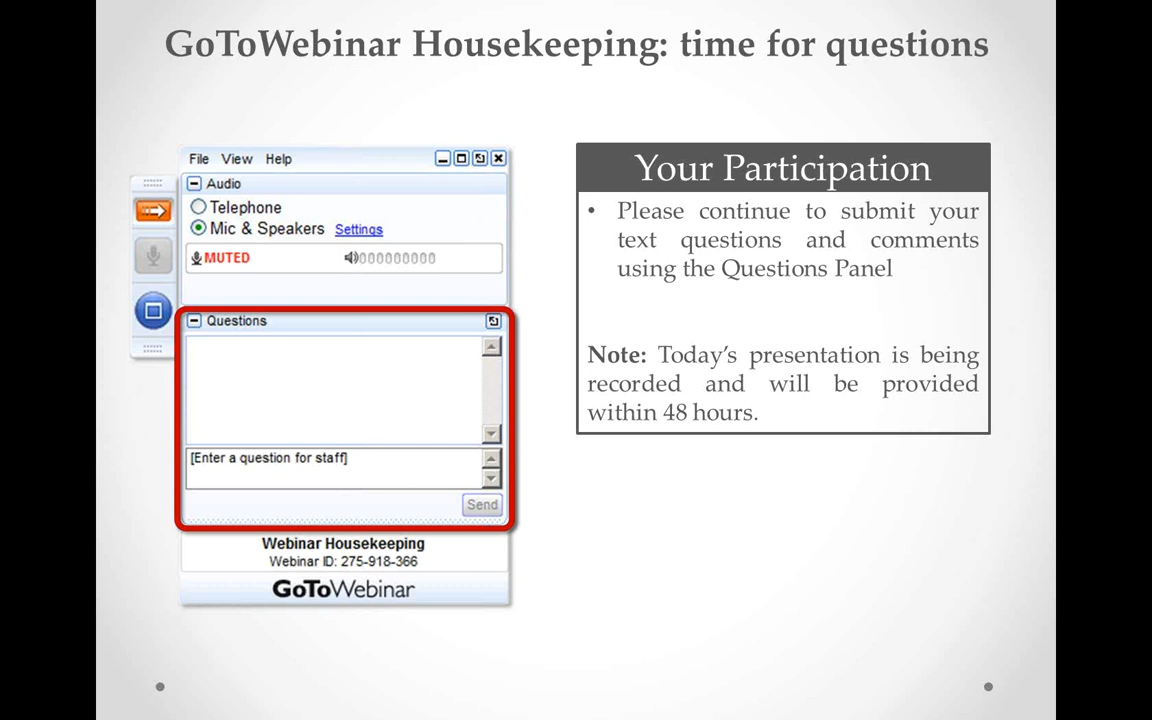 GoToWebinar Housekeeping: time for questions
File View Help
Audio
Telephone
Mic & Speakers Settings
MUTED 000000000
Questions
[Enter a question for staff]
Send
Webinar Housekeeping
Webinar ID: 275-918-366
GoToWebinar
Your Participation
• Please continue to submit your
text questions and comments
using the Questions Panel
Note: Today's presentation is being
recorded and will be provided
within 48 hours.